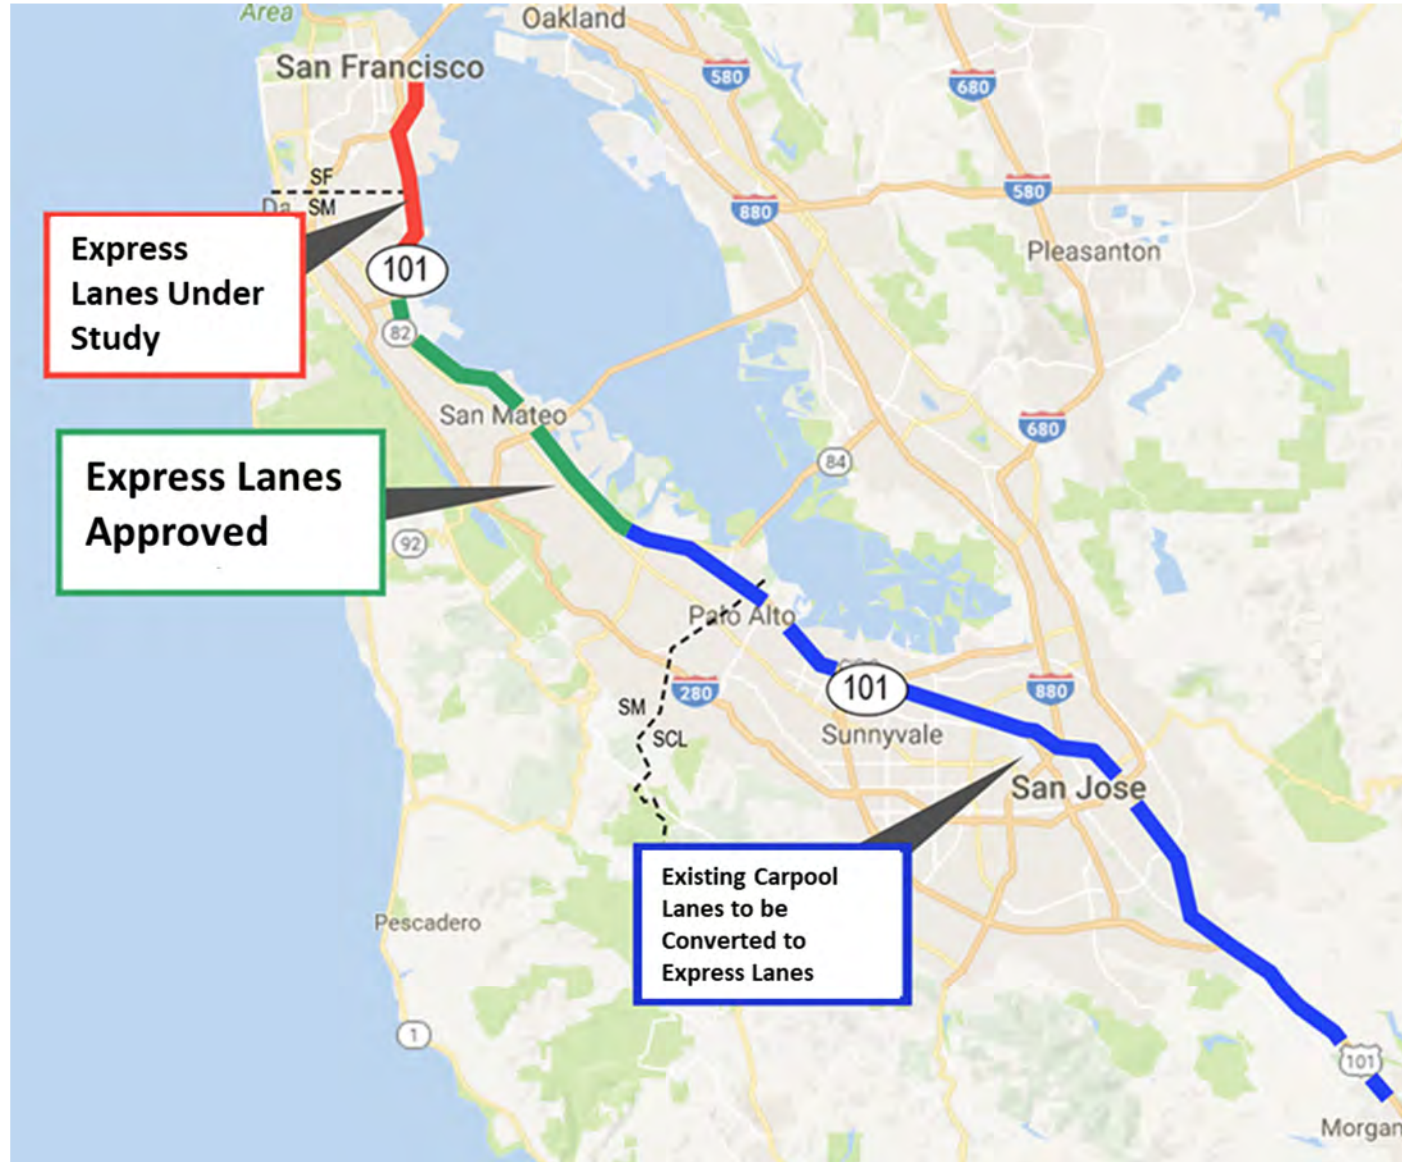 Area
Oakland
San Francisco
580
680
SF
SM
Da
880
580
Express
Lanes Under
Study
101
Pleasanton
82
San Mateo
680
Express Lanes
Approved
84
92
Palo Alto
280
101
880
SM
SCL
Sunnyvale
San Jose
Existing Carpool
Lanes to be
Converted to
Express Lanes
Pescadero
1
101
Morgan